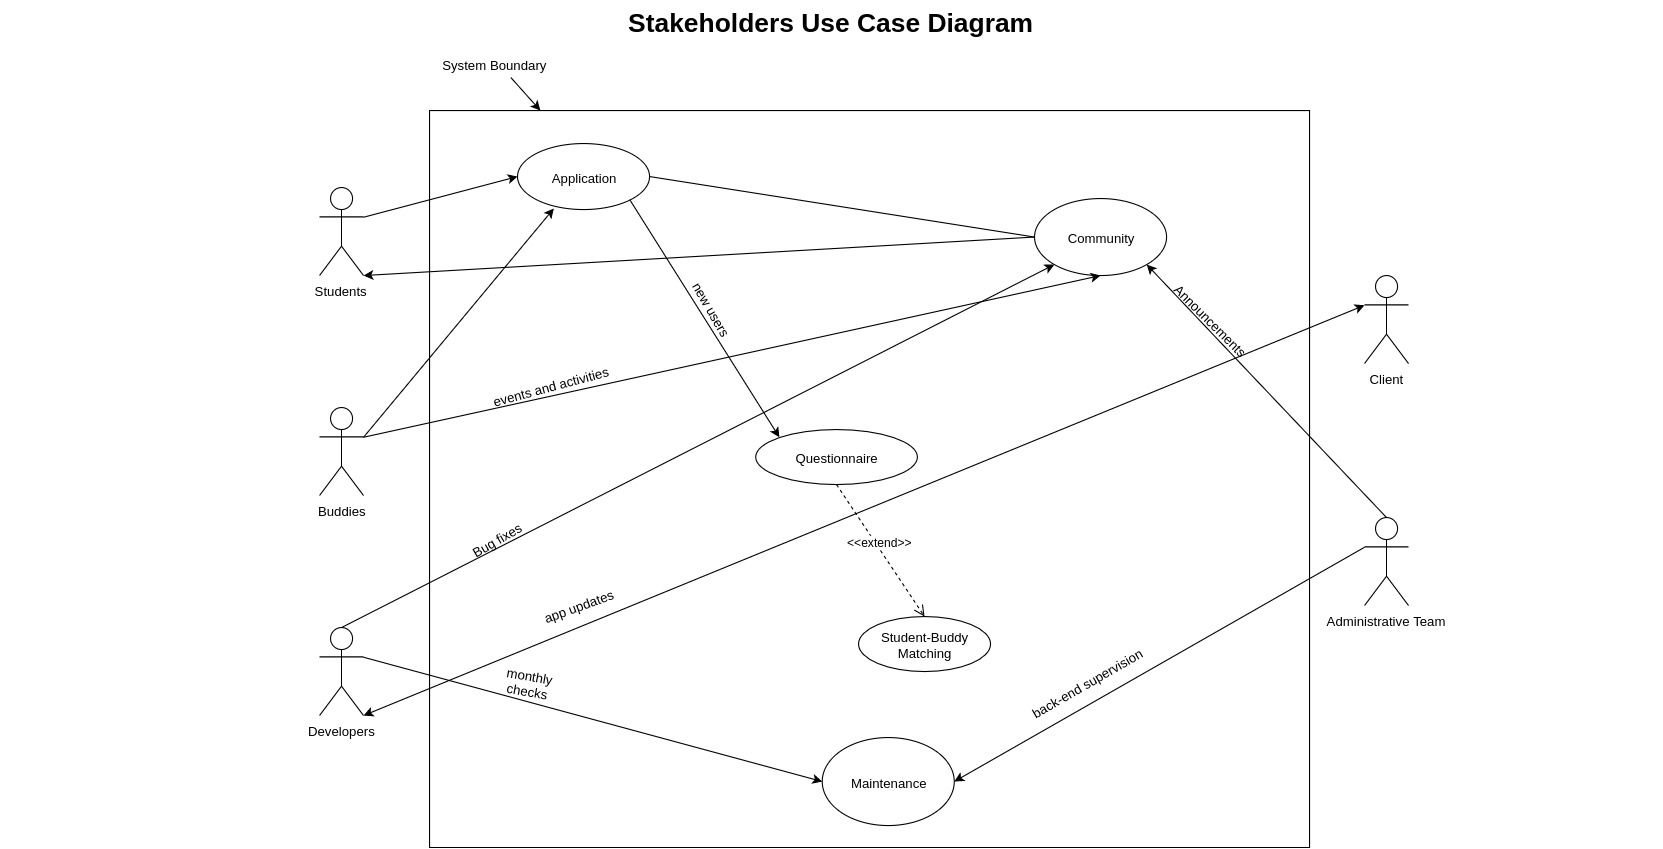 Stakeholders Use Case Diagram
System Boundary
Application
Community
Students
new users
Announcements
Client
events and activities
Questionnaire
Buddies
Bug fixes
<<extend>>
app updates
Student-Buddy
Matching
Administrative Team
monthly
checks
back-end supervision
Developers
Maintenance